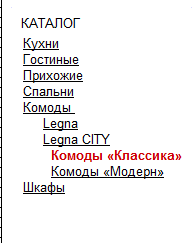 КАТАЛОГ
Кухни
Гостиные
Прихожие
Спальни
Комоды
Legna
Legna CITY
Комоды «Классика»
Комоды «Модерн»
Шкафы